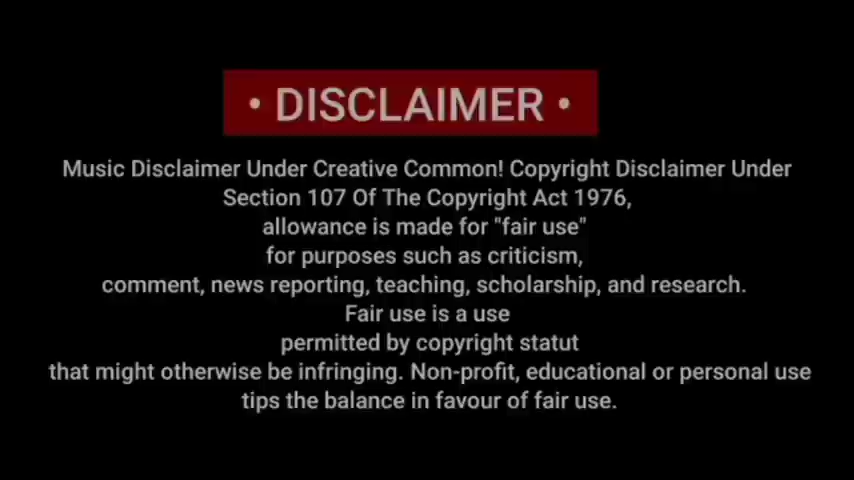 • DISCLAIMER •
Music Disclaimer Under Creative Common! Copyright Disclaimer Under
Section 107 Of The Copyright Act 1976,
allowance is made for "fair use"
for purposes such as criticism,
comment, news reporting, teaching, scholarship, and research.
Fair use is a use
permitted by copyright statut
that might otherwise be infringing. Non-profit, educational or personal use
tips the balance in favour of fair use.